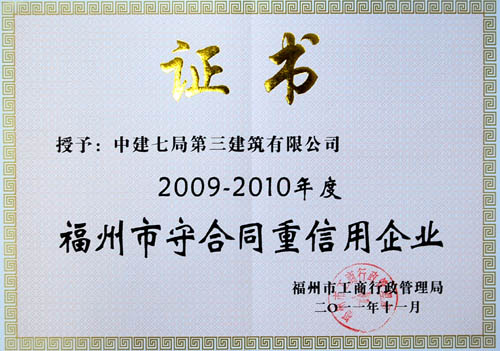 证书
授予：中建七局第三建筑有限公司
2009-2010年度
福州市守合同重信用企业
福州市工商行政管理局
二〇一一年十一月